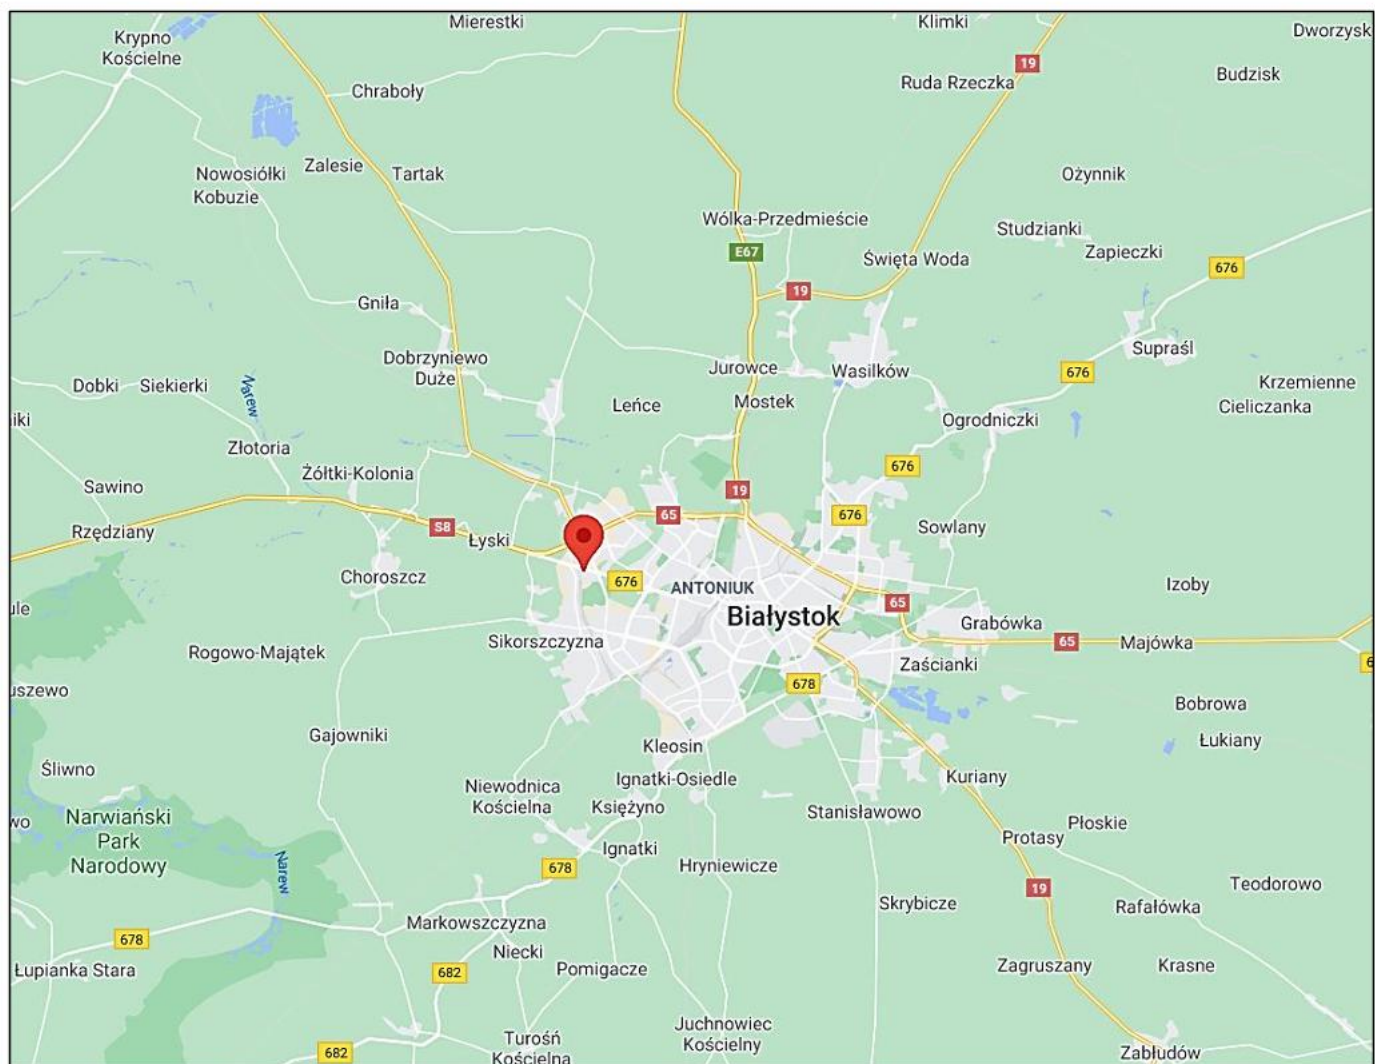 Mierestki
Klimki
Dworzysk
Krypno
Kościelne
19
Budzisk
Ruda Rzeczka
Chraboły
Zalesie
Tartak
Nowosiółki
Kobuzie
Ożynnik
Wólka-Przedmieście
Studzianki
Zapieczki
E67
Święta Woda
676
19
Gniła
Dobrzyniewo
Duże
Supraśl
Jurowce
Wasilków
676
Dobki
Siekierki
Narew
Krzemienne
Cieliczanka
Leńce
Mostek
Ogrodniczki
iki
Złotoria
Żółtki-Kolonia
676
Sawino
19
65
676
Rzędziany
S8
Łyski
Sowlany
Choroszcz
676
ANTONIUK
Izoby
ule
65
Białystok
Grabówka
Sikorszczyzna
65
Majówka
Rogowo-Majątek
Zaścianki
6
uszewo
678
Bobrowa
Gajowniki
Kleosin
Łukiany
Śliwno
Ignatki-Osiedle
Kuriany
Niewodnica
Kościelna
Księżyno
Stanisławowo
wo
Narwiański
Park
Narodowy
Płoskie
Protasy
Ignatki
678
Hryniewicze
Narew
19
Teodorowo
Skrybicze
Rafałówka
Markowszczyzna
678
Niecki
Łupianka Stara
682
Pomigacze
Zagruszany
Krasne
Juchnowiec
Kościelny
Turośń
Kościelna
682
Zabłudów